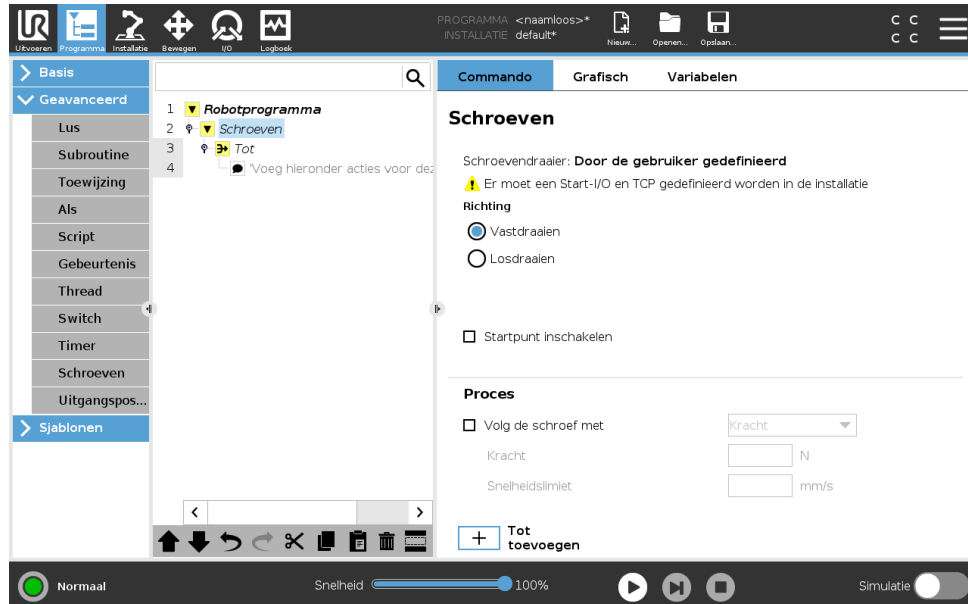 UR
Uitvoeren
Programma
Installatie
Bewegen
I/O
Logboek
PROGRAMMA <naamloos>*
INSTALLATIE default*
Nieuw...
Openen...
Opslaan...
C C
C C
Basis
Geavanceerd
Lus
Subroutine
Toewijzing
Als
Script
Gebeurtenis
Thread
Switch
Timer
Schroeven
Uitgangspos...
Sjablonen
1 Robotprogramma
2 Schroeven
3 Tot
4 'Voeg hieronder acties voor dez
Commando Grafisch Variabelen
Schroeven
Schroevendraaier: Door de gebruiker gedefinieerd
Er moet een Start-I/O en TCP gedefinieerd worden in de installatie
Richting
Vastdraaien
Losdraaien
Startpunt inschakelen
Proces
Volg de schroef met Kracht
Kracht N
Snelheidslimiet mm/s
+ Tot
toevoegen
Normaal
Snelheid 100%
Simulatie